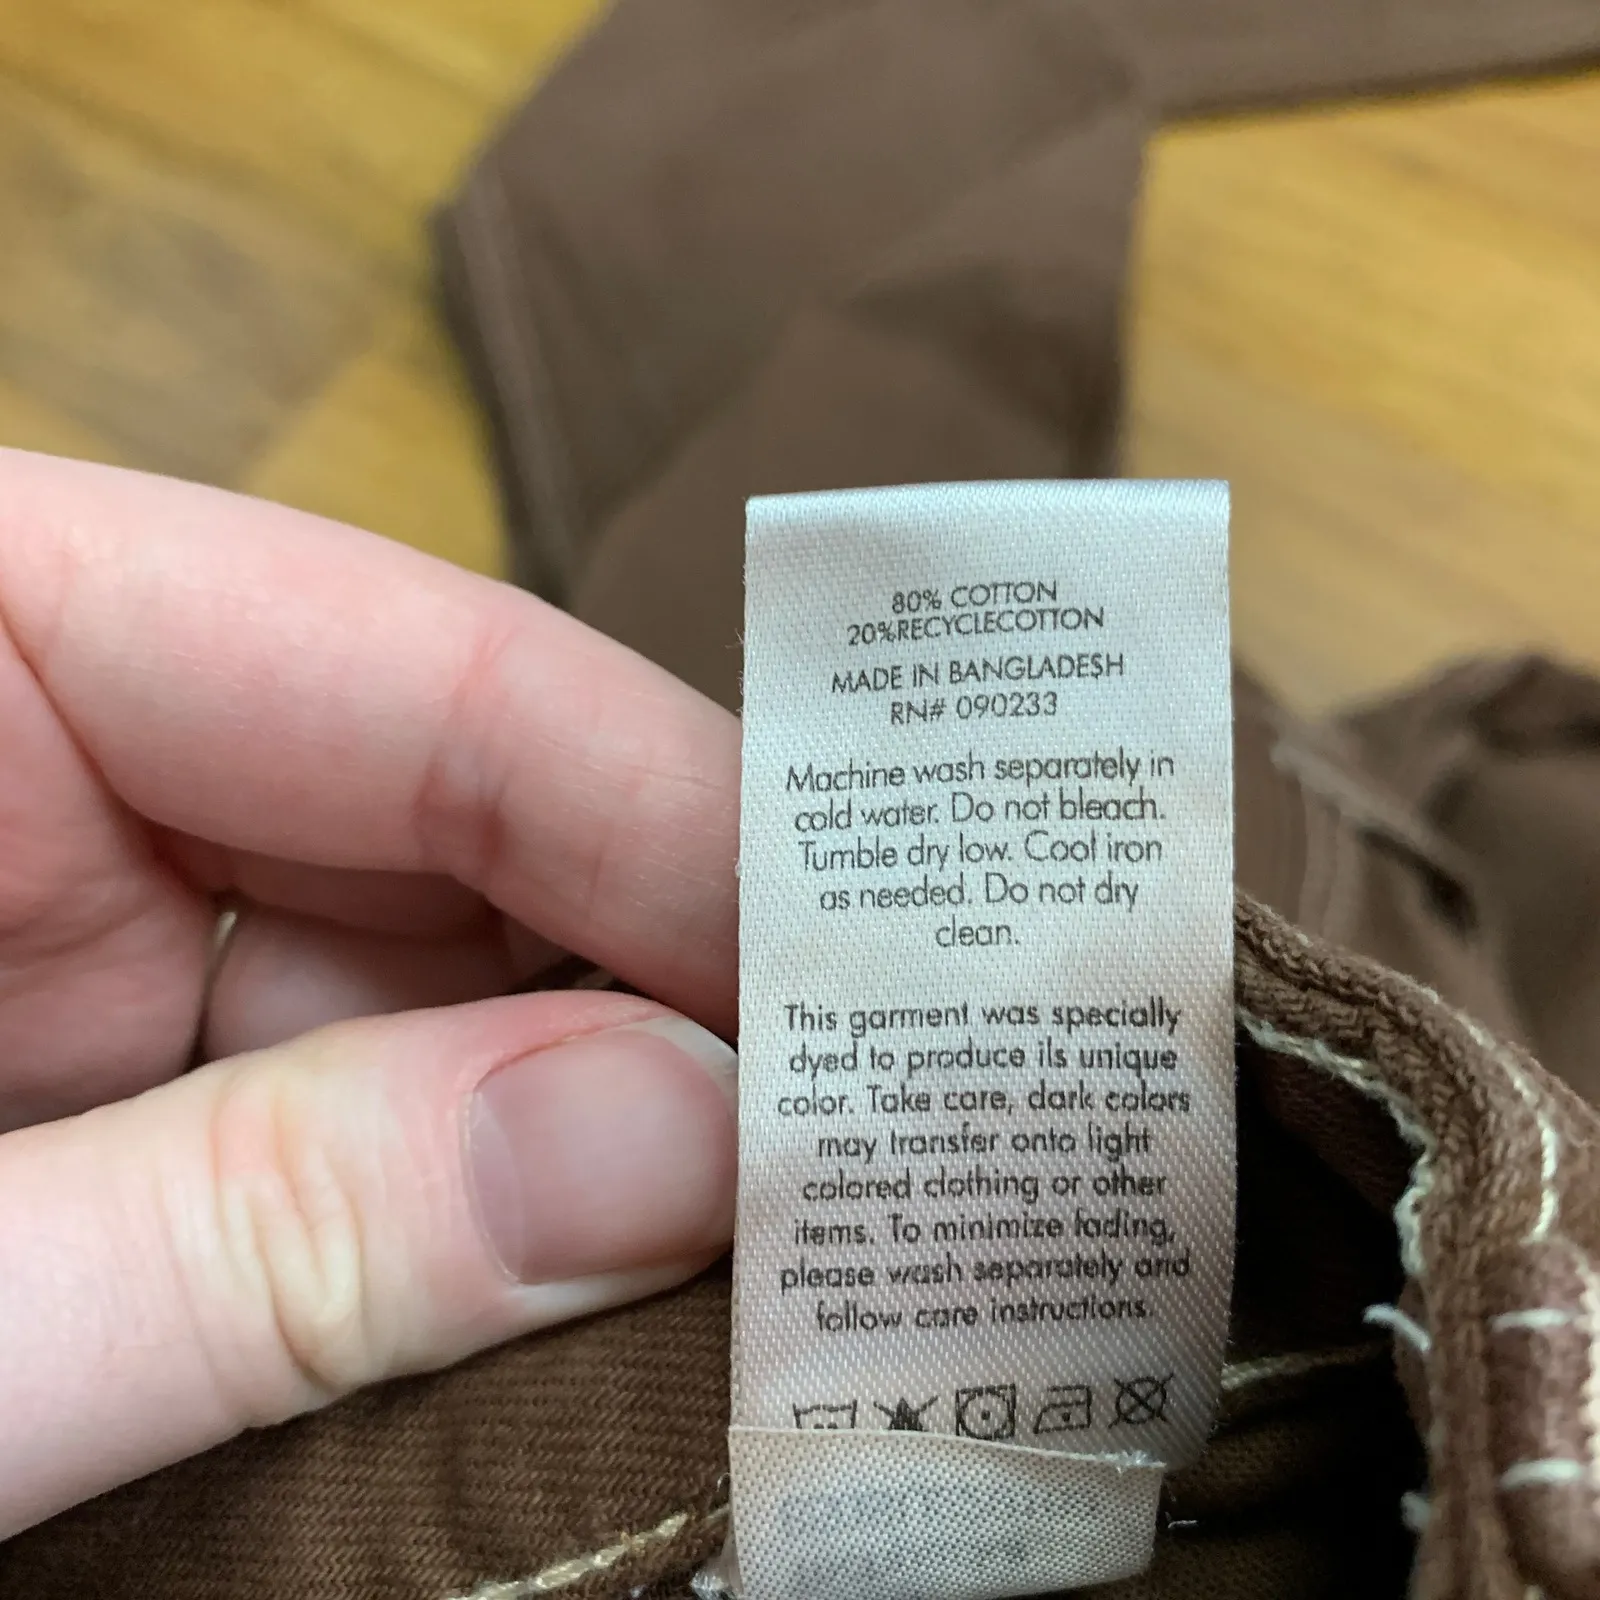 80% COTTON
20%RECYCLECOTTON
MADE IN BANGLADESH
RN# 090233
Machine wash separately in
cold water. Do not bleach.
Tumble dry low. Cool iron
as needed. Do not dry
clean.
This garment was specially
dyed to produce its unique
color. Take care, dark colors
may transfer onto light
colored clothing or other
items. To minimize fading,
please wash separately and
follow care instructions.